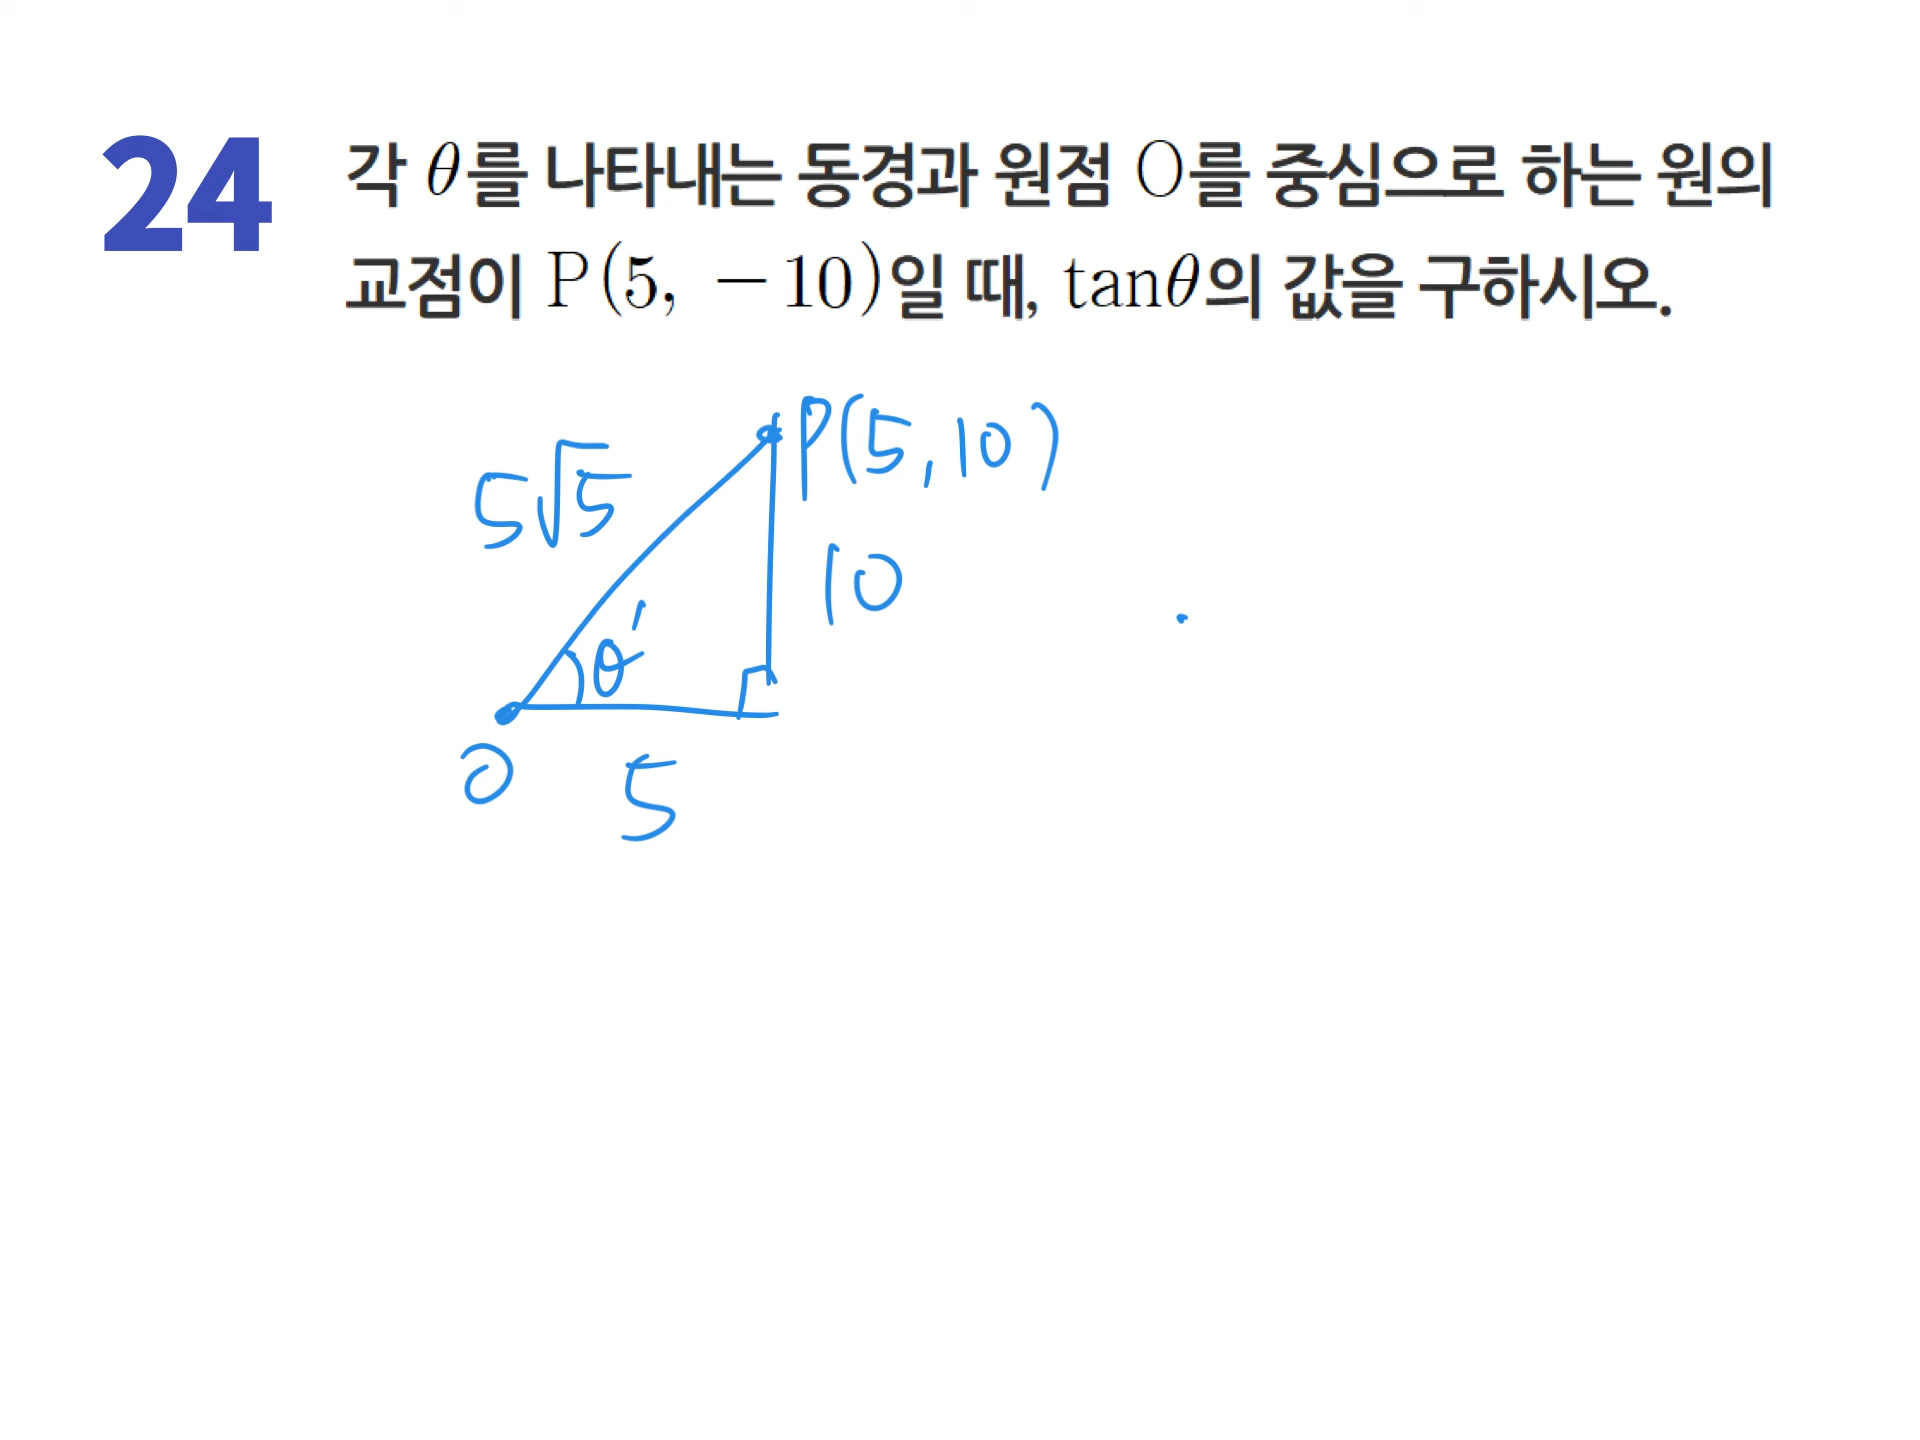 24 각 θ를 나타내는 동경과 원점 O를 중심으로 하는 원의
교점이 P(5, −10)일 때, tanθ의 값을 구하시오.
P(5,10)
5√5
10
θ'
O
5